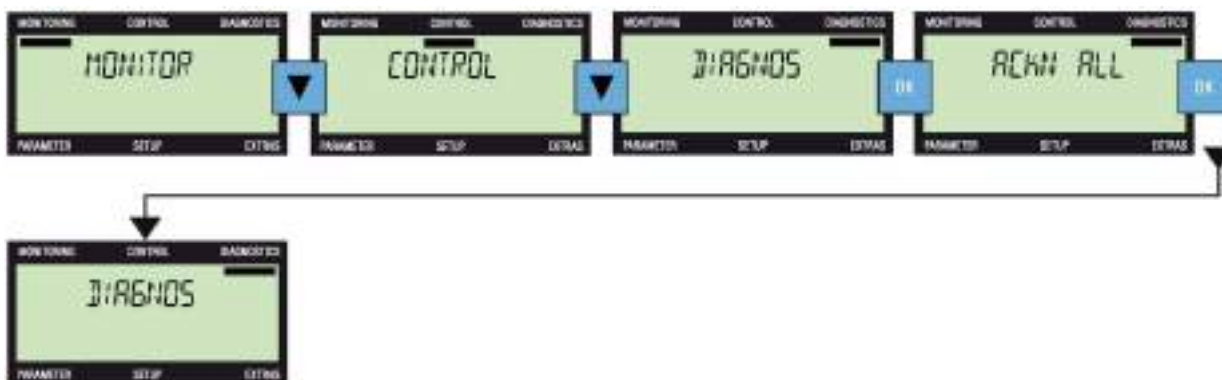 MONITORING CONTROL DIAGNOSTICS
MONITOR
PARAMETER SETUP EXTRAS
MONITORING CONTROL DIAGNOSTICS
CONTROL
PARAMETER SETUP EXTRAS
MONITORING CONTROL DIAGNOSTICS
DIAGNOS
OK
PARAMETER SETUP EXTRAS
MONITORING CONTROL DIAGNOSTICS
ACKN ALL
OK
PARAMETER SETUP EXTRAS
MONITORING CONTROL DIAGNOSTICS
DIAGNOS
PARAMETER SETUP EXTRAS